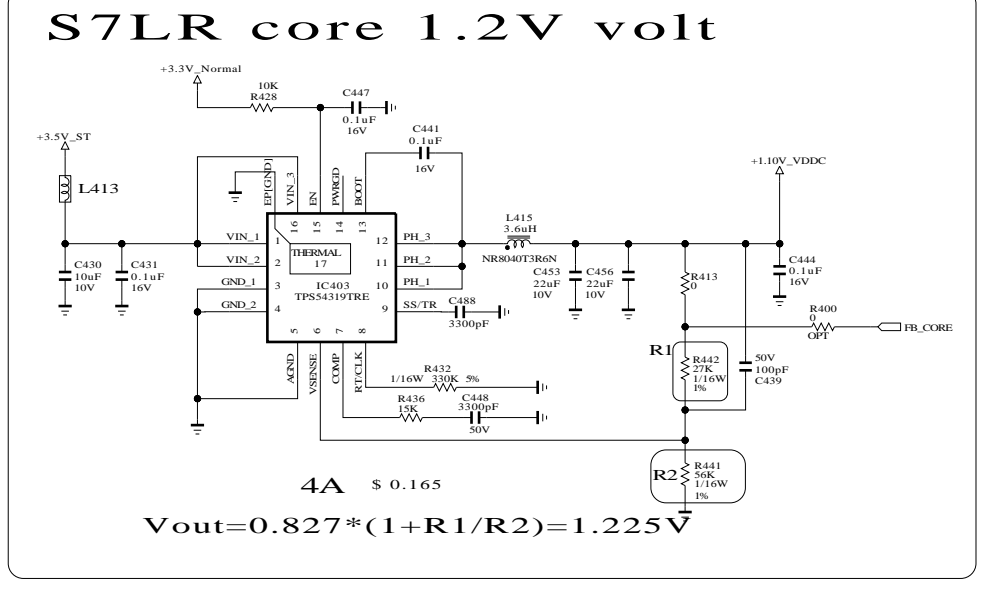 S7LR core 1.2V volt
+3.3V_Normal
10K
R428
C447
0.1uF
16V
+3.5V_ST
L413
C441
0.1uF
16V
+1.10V_VDDC
EP[GND]
VIN_3
EN
PWRGD
BOOT
16
15
14
13
L415
3.6uH
NR8040T3R6N
VIN_1
1
THERMAL
17
12
PH_3
VIN_2
2
11
PH_2
GND_1
3
IC403
TPS54319TRE
10
PH_1
GND_2
4
9
SS/TR
C430
10uF
10V
C431
0.1uF
16V
C488
3300pF
C453
22uF
10V
C456
22uF
10V
R413
0
C444
0.1uF
16V
R400
0
OPT
FB_CORE
5
6
7
8
AGND
VSENSE
COMP
RT/CLK
R1
R442
27K
1/16W
1%
50V
100pF
C439
R432
1/16W
330K
5%
R436
15K
C448
3300pF
50V
R2
R441
56K
1/16W
1%
4A
$ 0.165
Vout=0.827*(1+R1/R2)=1.225V